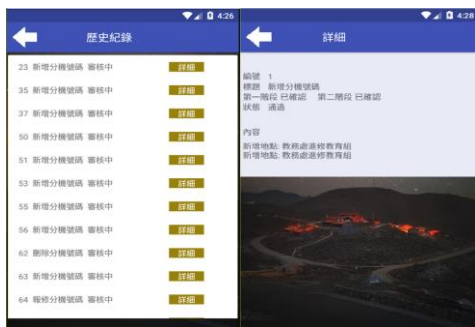 4:26
歷史紀錄
23 新增分機號碼 審核中 詳細
35 新增分機號碼 審核中 詳細
37 新增分機號碼 審核中 詳細
50 新增分機號碼 審核中 詳細
51 新增分機號碼 審核中 詳細
53 新增分機號碼 審核中 詳細
55 新增分機號碼 審核中 詳細
56 新增分機號碼 審核中 詳細
62 刪除分機號碼 審核中 詳細
63 新增分機號碼 審核中 詳細
64 報修分機號碼 審核中 詳細
4:28
詳細
編號 1
標題 新增分機號碼
第一階段 已確認 第二階段 已確認
狀態 通過
內容
新增地點: 教務處進修教育組
新增地點: 教務處進修教育組